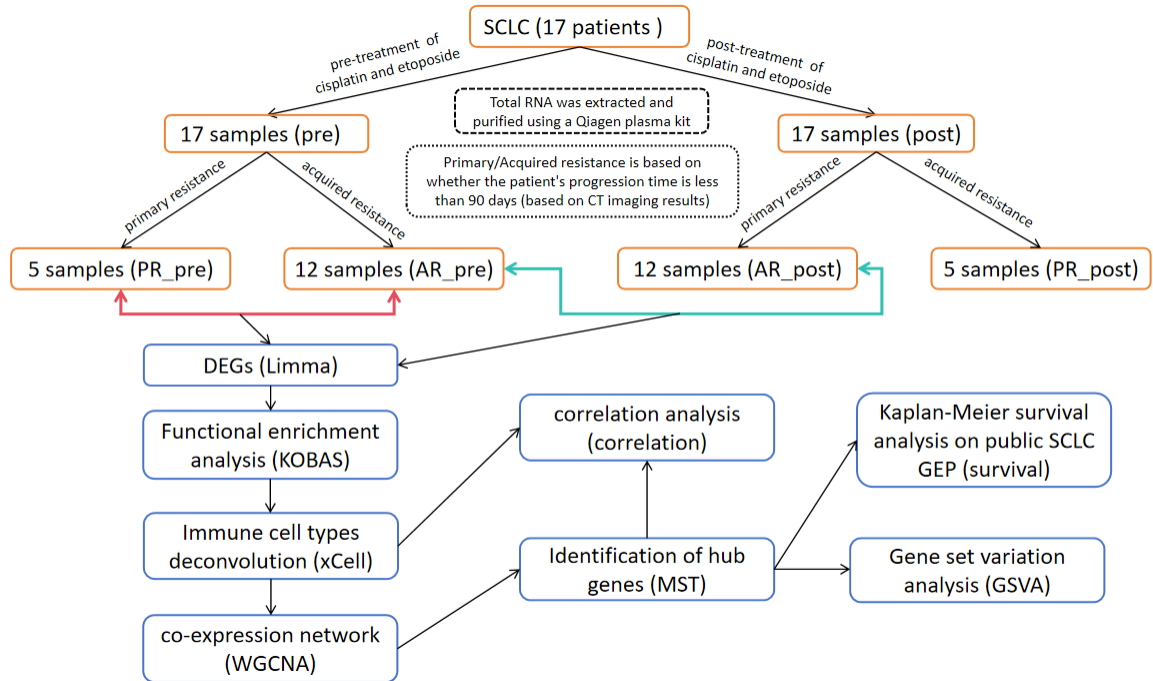 SCLC (17 patients )
pre-treatment of
cisplatin and etoposide
post-treatment of
cisplatin and etoposide
Total RNA was extracted and
purified using a Qiagen plasma kit
17 samples (pre)
17 samples (post)
Primary/Acquired resistance is based on
whether the patient's progression time is less
than 90 days (based on CT imaging results)
primary resistance
acquired resistance
primary resistance
acquired resistance
5 samples (PR_pre)
12 samples (AR_pre)
12 samples (AR_post)
5 samples (PR_post)
DEGs (Limma)
Functional enrichment
analysis (KOBAS)
correlation analysis
(correlation)
Kaplan-Meier survival
analysis on public SCLC
GEP (survival)
Immune cell types
deconvolution (xCell)
Identification of hub
genes (MST)
Gene set variation
analysis (GSVA)
co-expression network
(WGCNA)